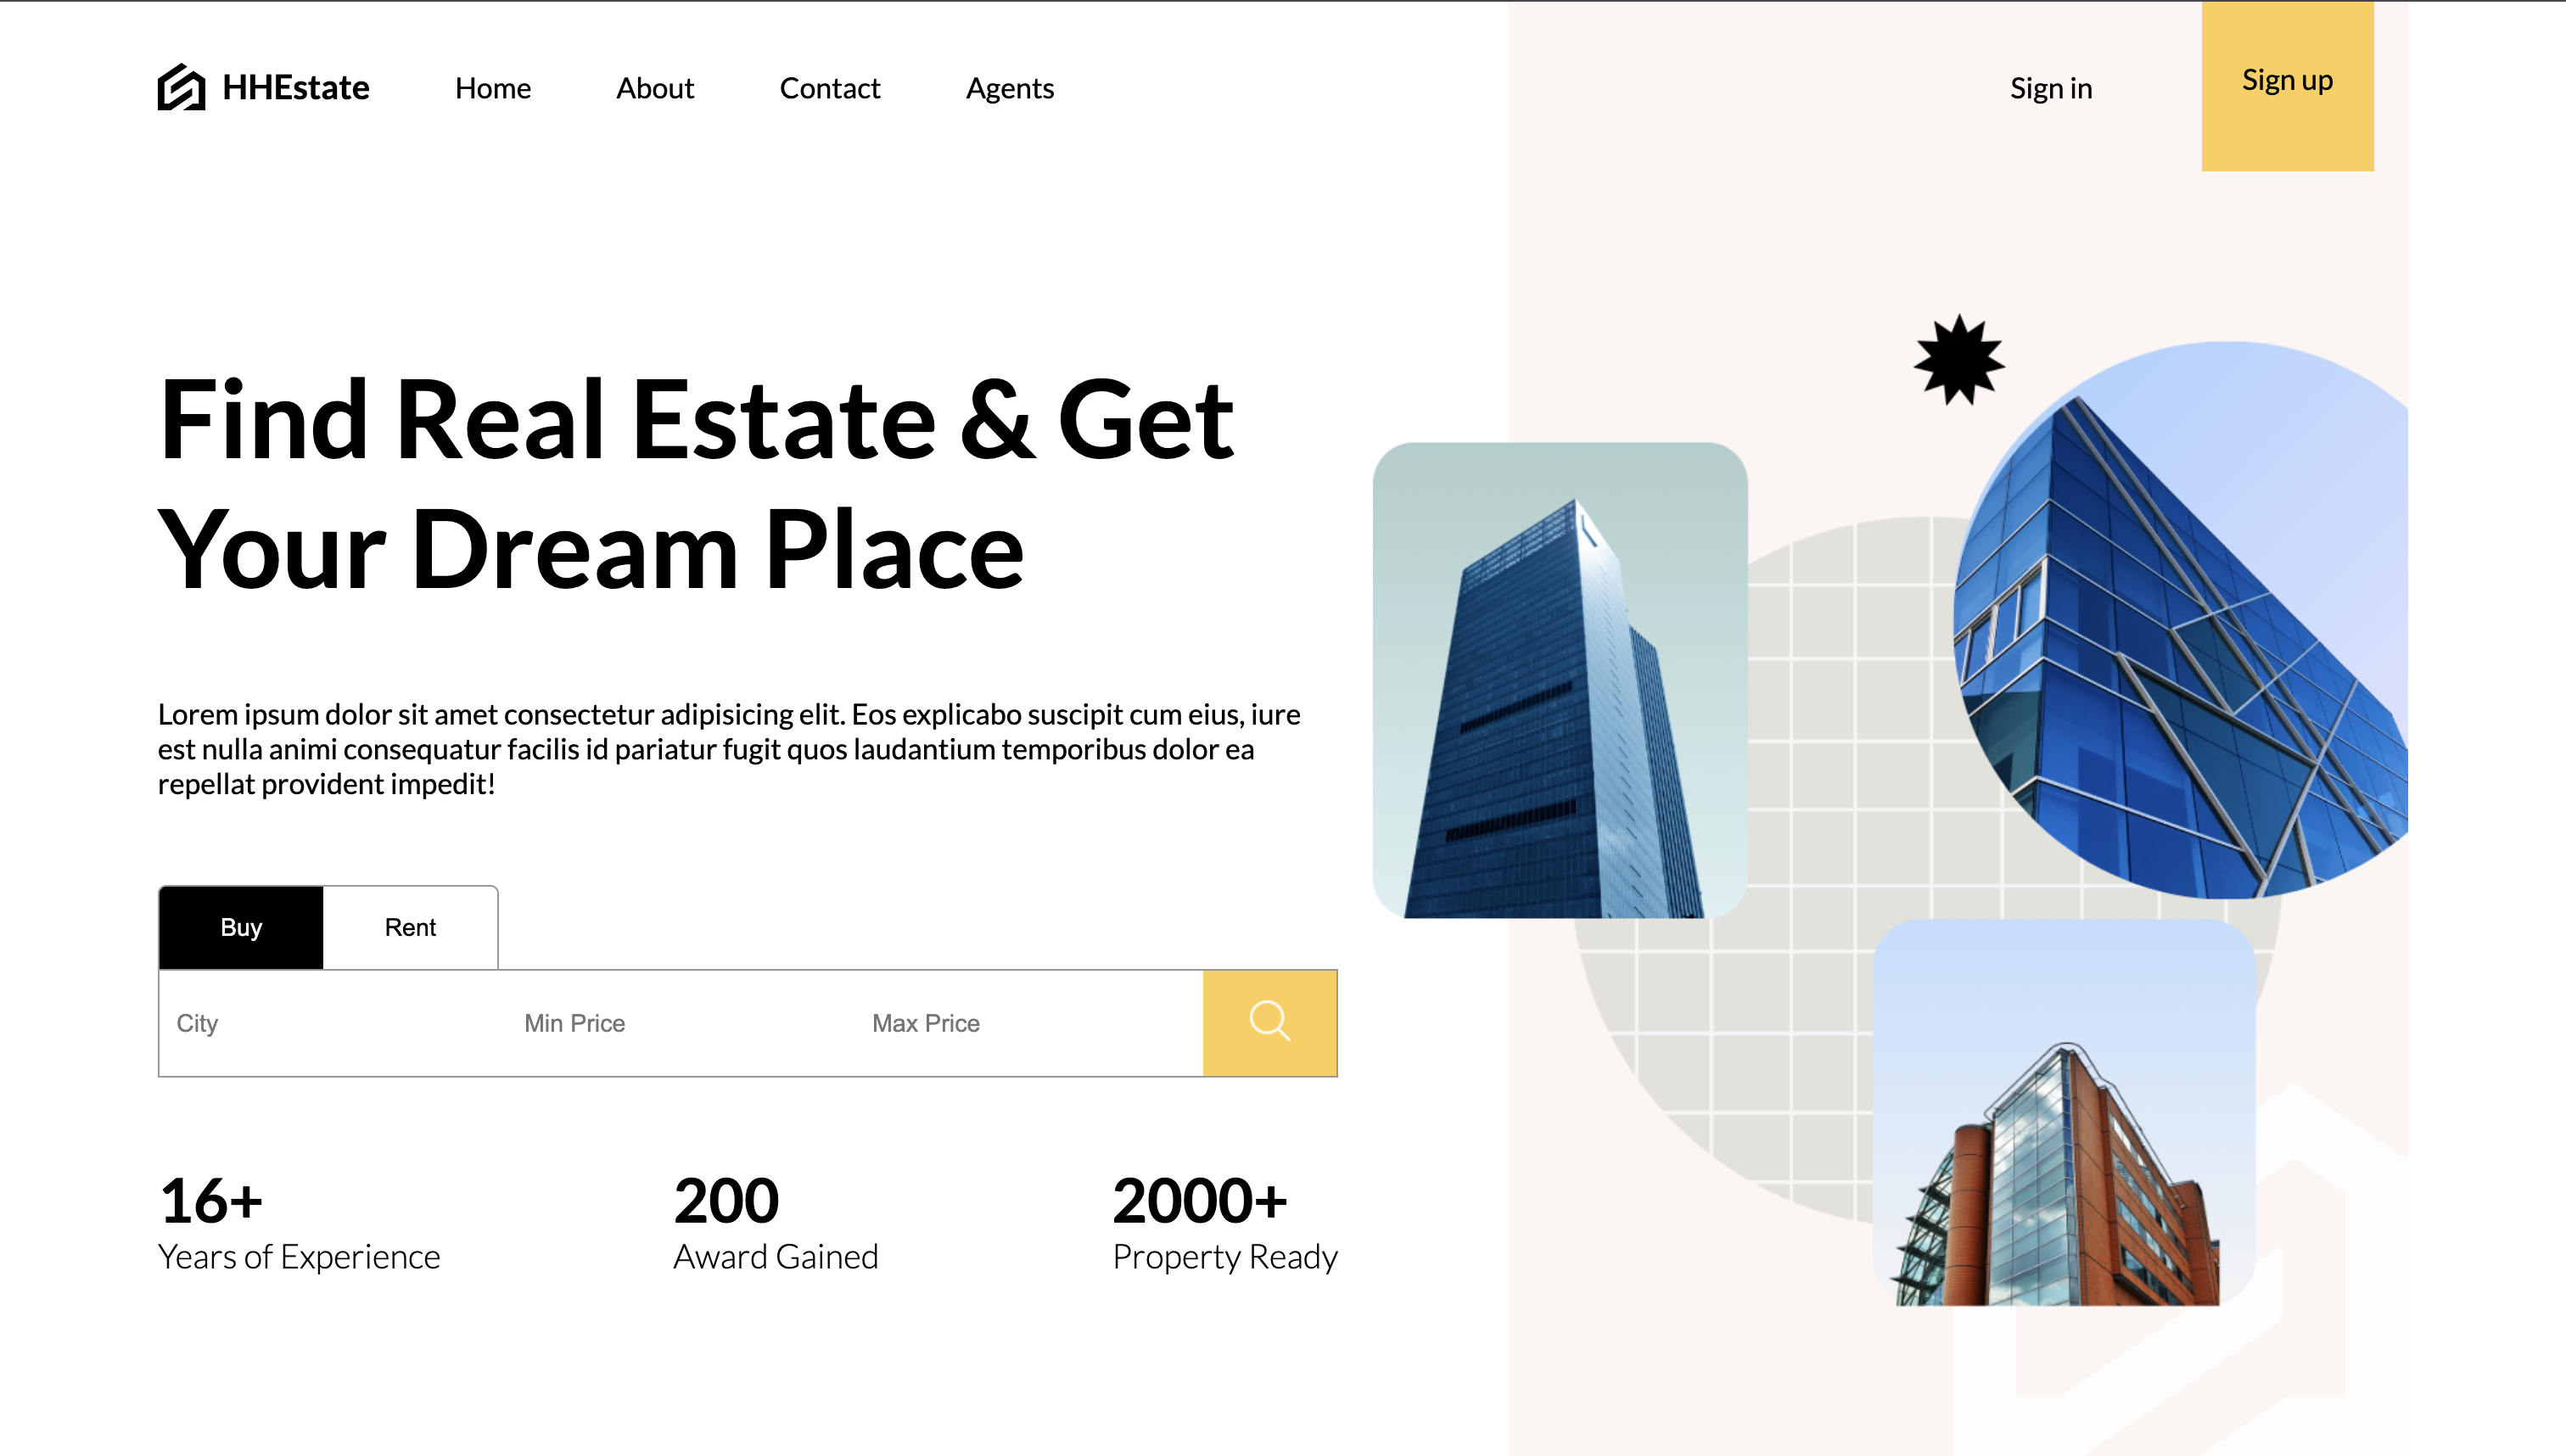 HHEstate Home About Contact Agents Sign in Sign up
Find Real Estate & Get
Your Dream Place
Lorem ipsum dolor sit amet consectetur adipisicing elit. Eos explicabo suscipit cum eius, iure
est nulla animi consequatur facilis id pariatur fugit quos laudantium temporibus dolor ea
repellat provident impedit!
Buy Rent
City Min Price Max Price
16+ 200 2000+
Years of Experience Award Gained Property Ready